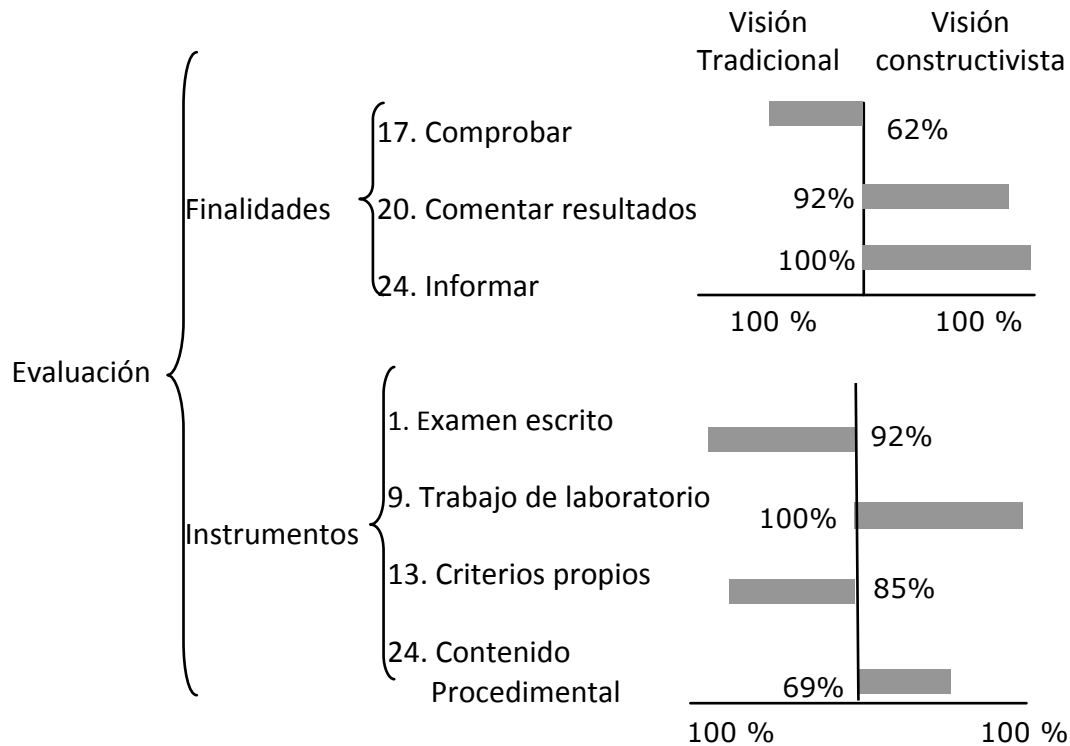 Visión Tradicional
Visión constructivista
17. Comprobar
62%
Finalidades
20. Comentar resultados
92%
100%
24. Informar
100 %
100 %
Evaluación
1. Examen escrito
92%
9. Trabajo de laboratorio
100%
Instrumentos
13. Criterios propios
85%
24. Contenido
Procedimental
69%
100 %
100 %